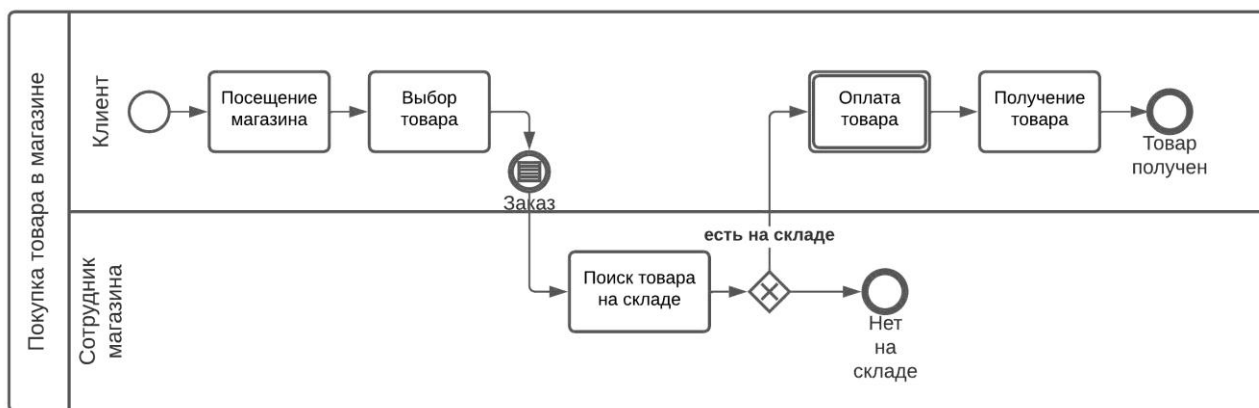 Покупка товара в магазине
Клиент
Посещение
магазина
Выбор
товара
Заказ
Оплата
товара
Получение
товара
Товар
получен
Сотрудник
магазина
Поиск товара
на складе
есть на складе
Нет
на
складе